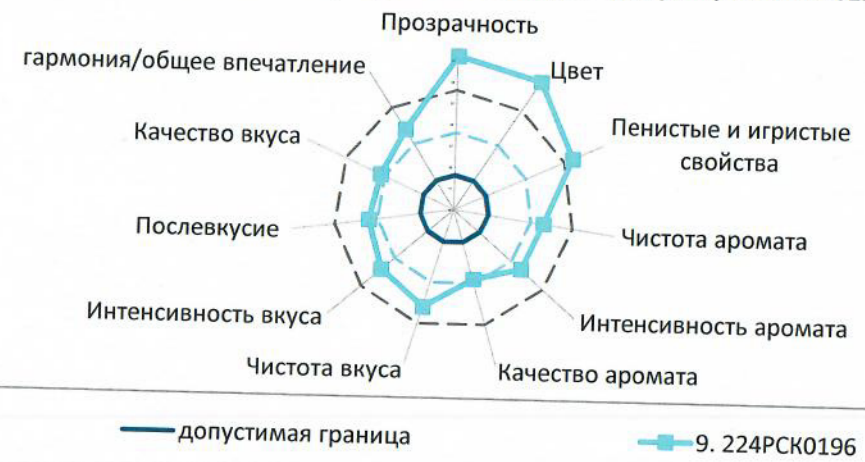 Прозрачность
Цвет
Пенистые и игристые
свойства
Чистота аромата
Интенсивность аромата
Качество аромата
Чистота вкуса
Интенсивность вкуса
Послевкусие
Качество вкуса
гармония/общее впечатление
допустимая граница
9. 224РСК0196